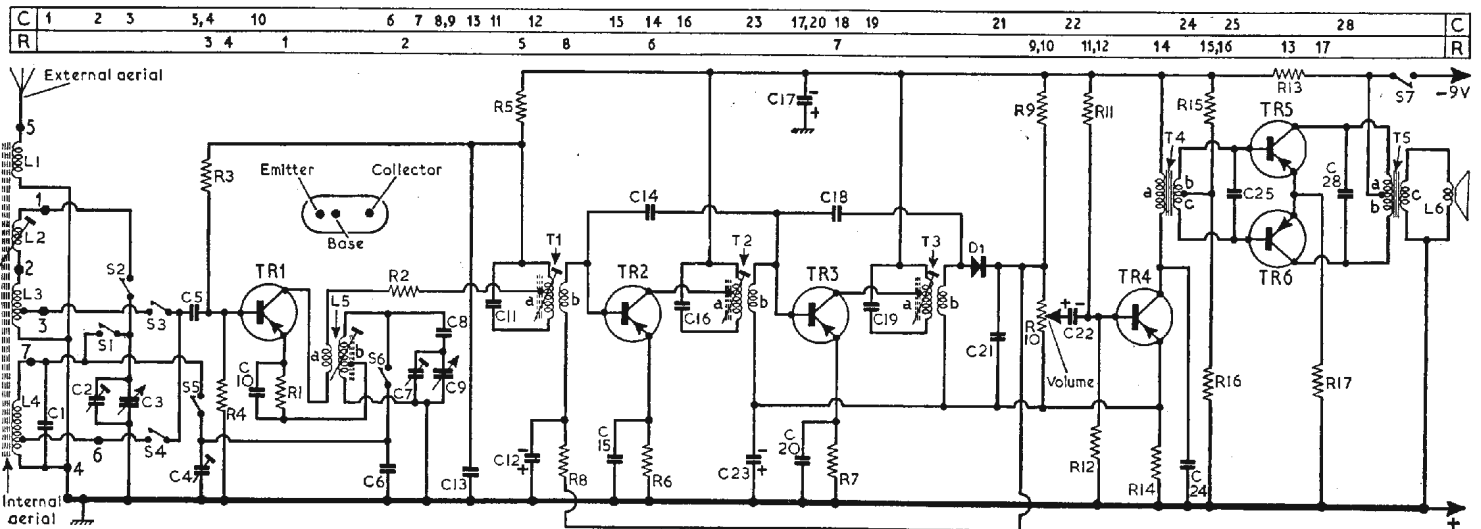 C 1 2 3 5,4 10 6 7 8,9 13 11 12 15 14 16 23 17,20 18 19 21 22 24 25 28 C
R 3 4 1 2 5 8 6 7 9,10 11,12 14 15,16 13 17 R
External aerial
5
L1
1
L2
2
L3
3
7
L4
6
4
Internal
aerial
S2
S1
S3
C5
C2
C3
C1
S4
S5
C4
R3
R4
Emitter
Collector
Base
TR1
C
10
R1
R2
L5
a
b
S6
C7
C8
C9
C6
C13
R5
T1
a
b
C11
C12
-
+
R8
C14
TR2
C
15
R6
T2
a
b
C16
C17
-
+
C18
TR3
C23
-
+
C
20
R7
T3
a
b
C19
D1
C21
R9
R
10
Volume
+ -
C22
R11
R12
TR4
R14
C
24
T4
a
b
c
R15
R16
C25
R13
TR5
TR6
R17
C
28
T5
a
b
c
L6
S7
-9V
+